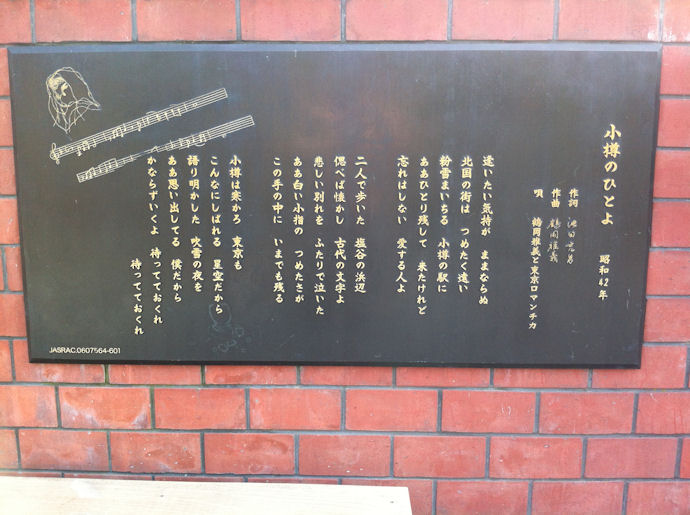 小樽のひとよ　昭和42年
作詞 池田充男
作曲 鶴岡雅義
唄 鶴岡雅義と東京ロマンチカ
逢いたい気持が ままならぬ
北国の街は つめたく遠い
粉雪まいちる 小樽の駅に
ああひとり残して 来たけれど
忘れはしない 愛する人よ
二人で歩いた 塩谷の浜辺
偲べば懐かし 古代の文字よ
悲しい別れを ふたりで泣いた
ああ白い小指の つめたさが
この手の中に いまでも残る
小樽は寒かろ 東京も
こんなにしばれる 星空だから
語り明かした 吹雪の夜を
ああ思い出してる 僕だから
かならずいくよ 待ってておくれ
待ってておくれ
JASRAC.0607564-601